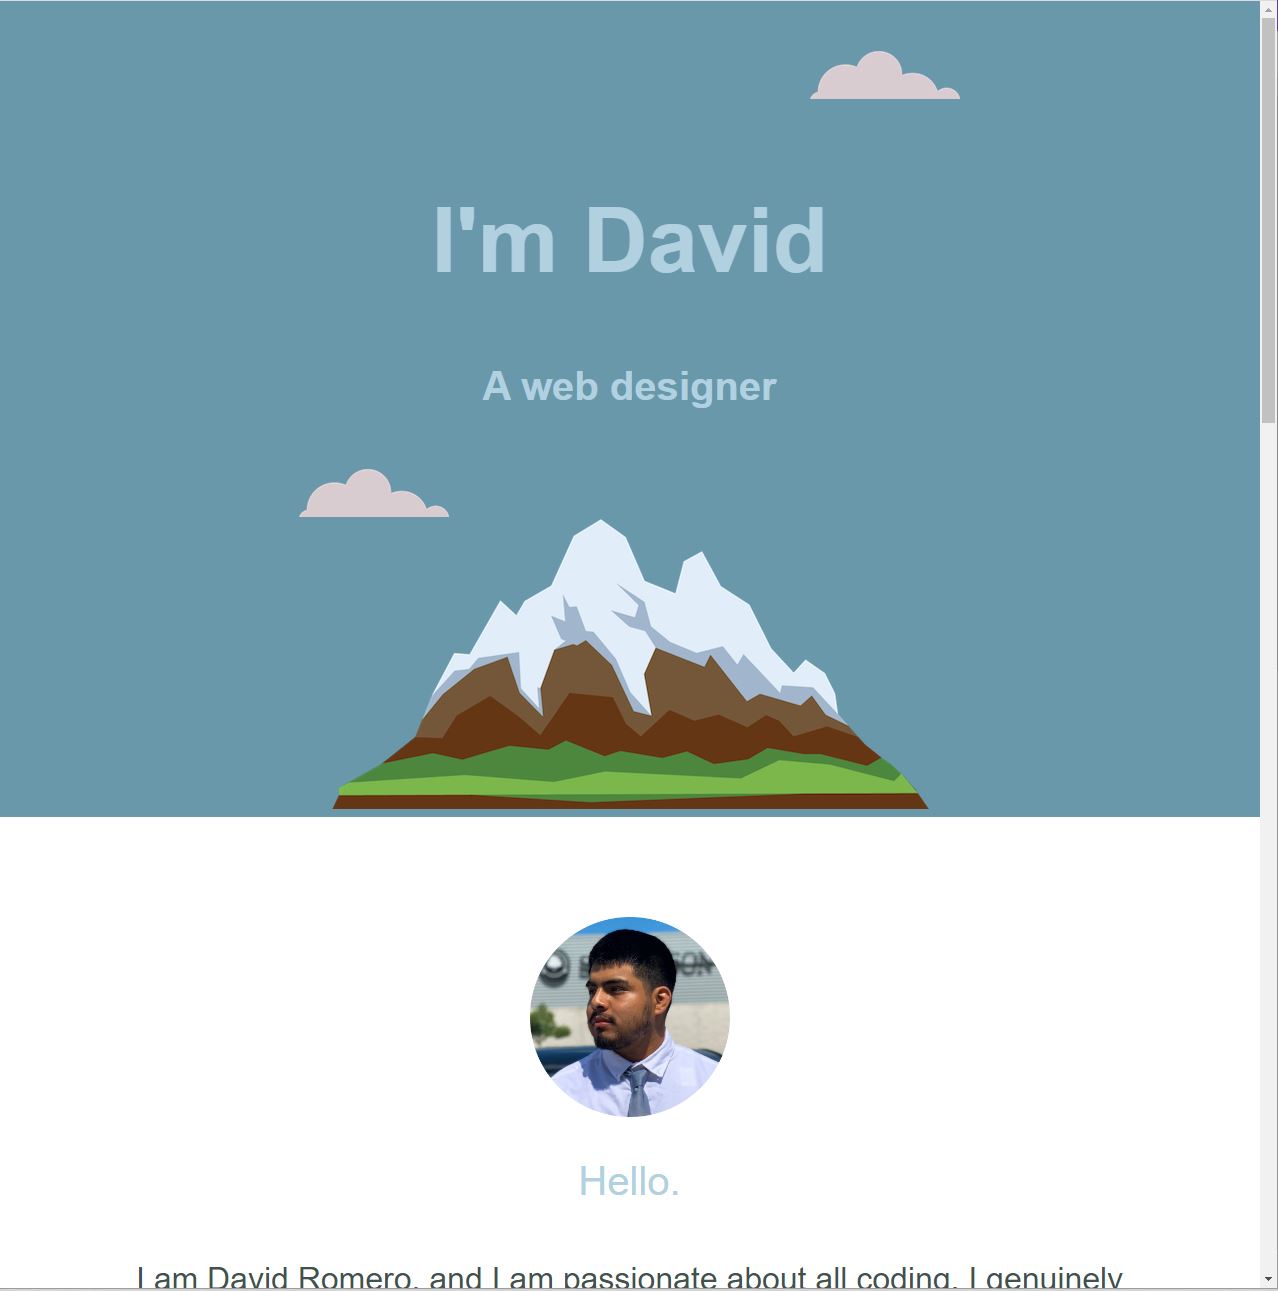 I'm David
A web designer
Hello.
I am David Romero, and I am passionate about all coding. I genuinely